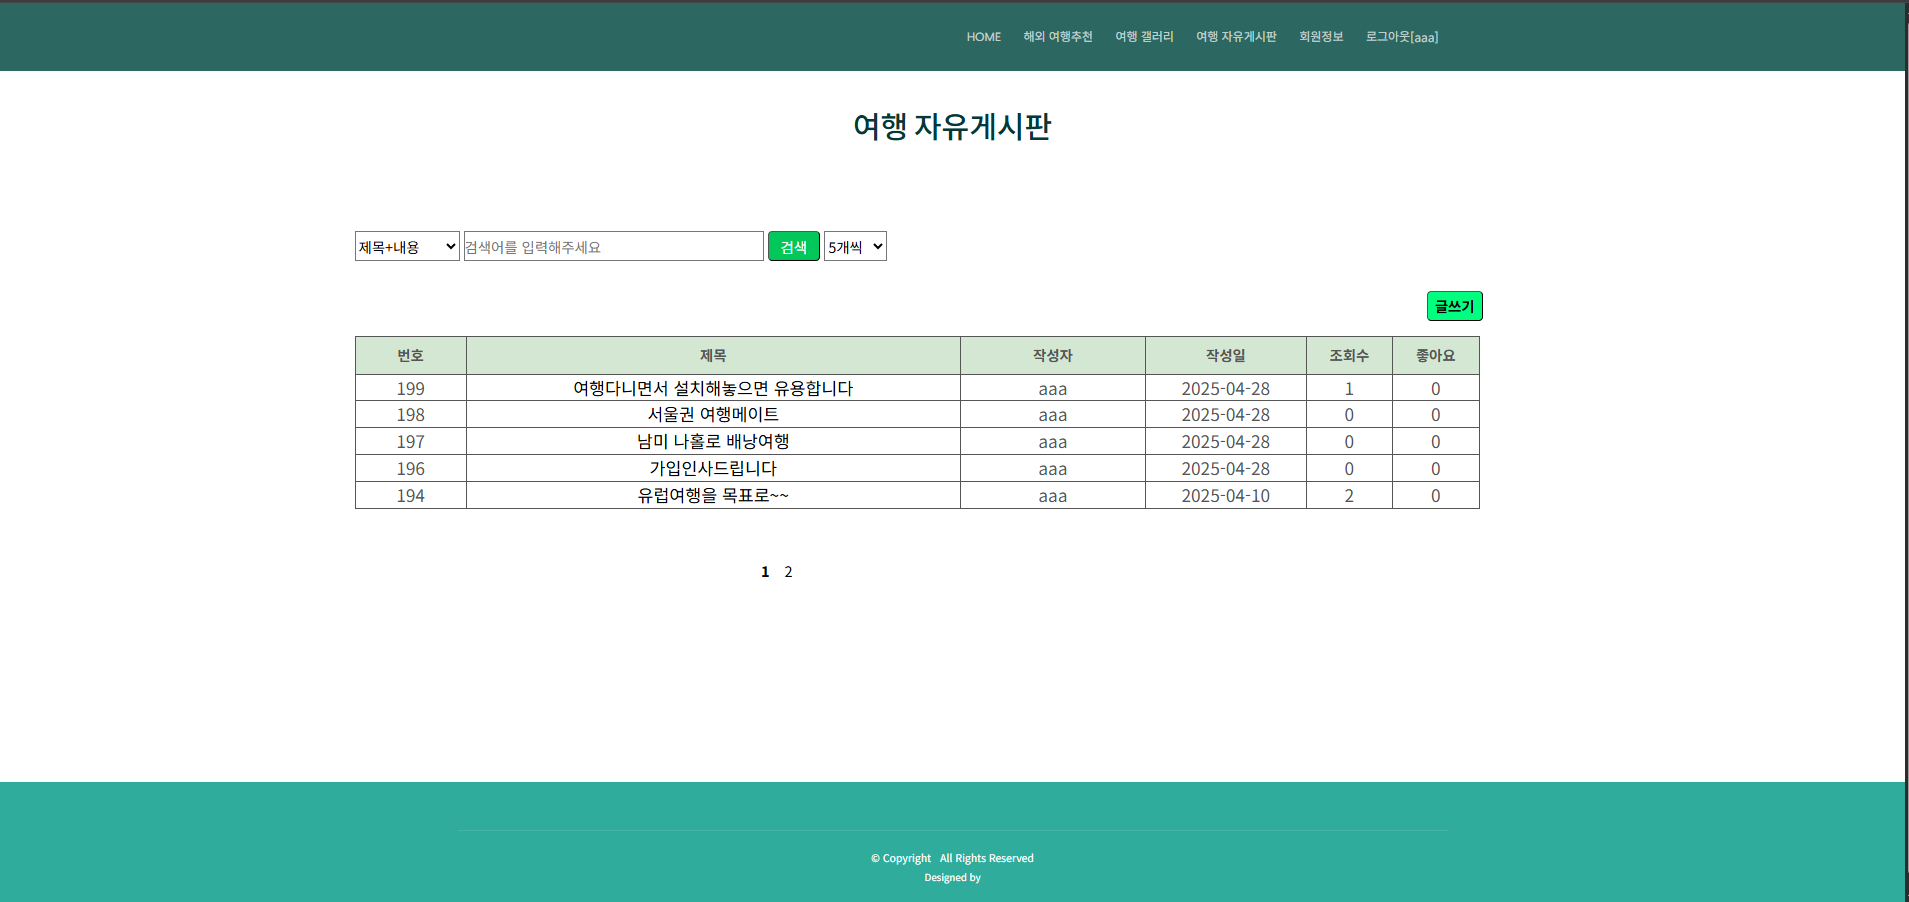 HOME 해외 여행추천 여행 갤러리 여행 자유게시판 회원정보 로그아웃[aaa]
여행 자유게시판
제목+내용 검색어를 입력해주세요 검색 5개씩
글쓰기
번호 제목 작성자 작성일 조회수 좋아요
199 여행다니면서 설치해놓으면 유용합니다 aaa 2025-04-28 1 0
198 서울권 여행메이트 aaa 2025-04-28 0 0
197 남미 나홀로 배낭여행 aaa 2025-04-28 0 0
196 가입인사드립니다 aaa 2025-04-28 0 0
194 유럽여행을 목표로~~ aaa 2025-04-10 2 0
1 2
© Copyright All Rights Reserved
Designed by